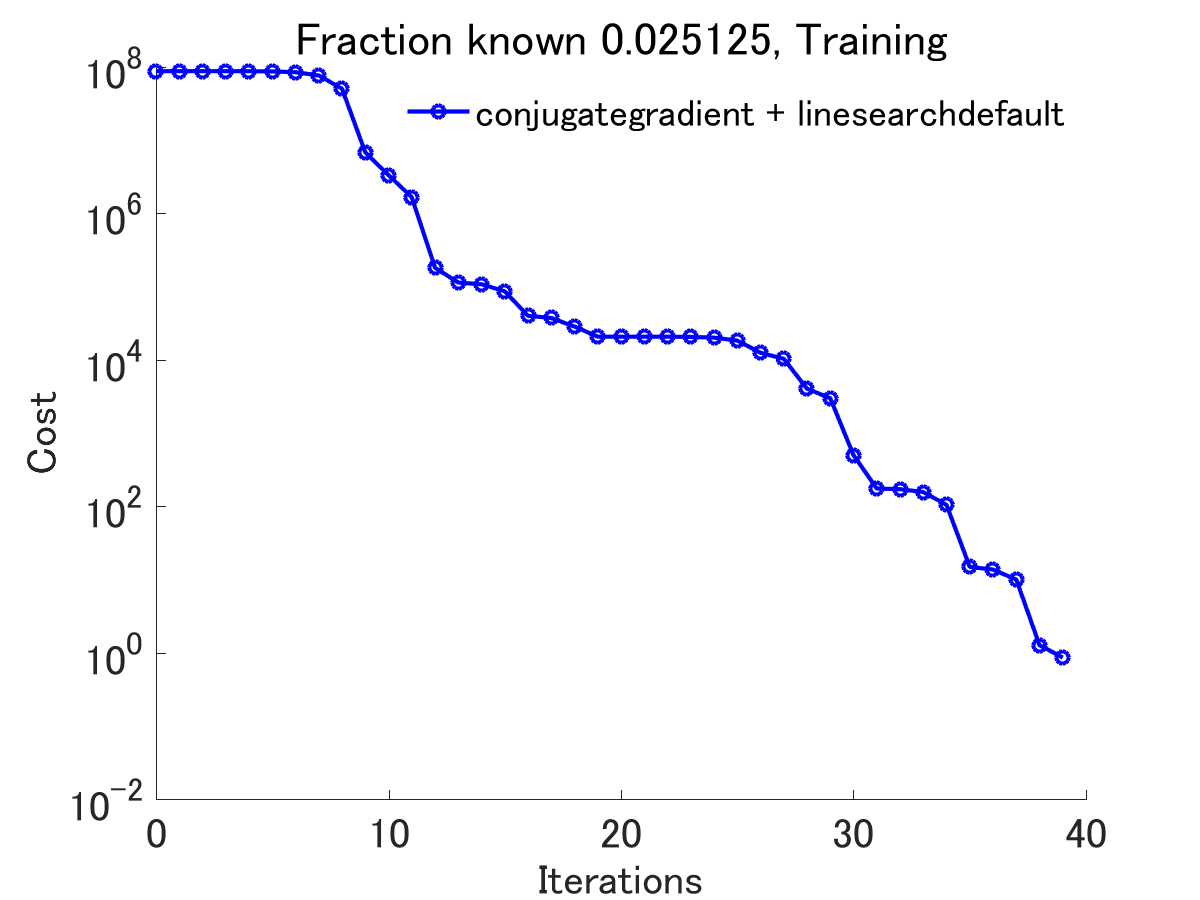 Fraction known 0.025125, Training
conjugategradient + linesearchdefault
10^8
10^6
10^4
10^2
10^0
10^-2
Cost
0 10 20 30 40
Iterations